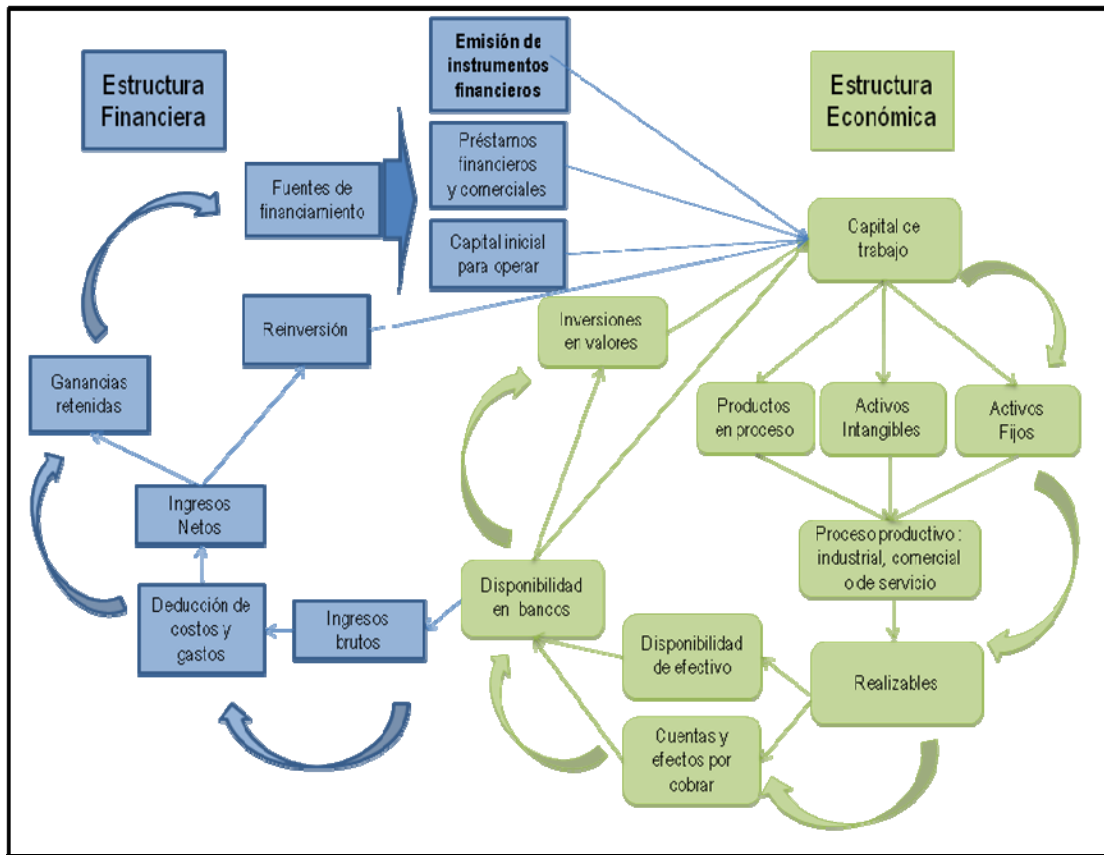 Estructura
Financiera
Emisión de
instrumentos
financieros
Estructura
Económica
Fuentes de
financiamiento
Préstamos
financieros
y comerciales
Capital inicial
para operar
Capital ce
trabajo
Reinversión
Inversiones
en valores
Ganancias
retenidas
Productos
en proceso
Activos
Intangibles
Activos
Fijos
Ingresos
Netos
Proceso productivo :
industrial, comercial
o de servicio
Disponibilidad
en bancos
Deducción de
costos y
gastos
Ingresos
brutos
Disponibilidad
de efectivo
Realizables
Cuentas y
efectos por
cobrar